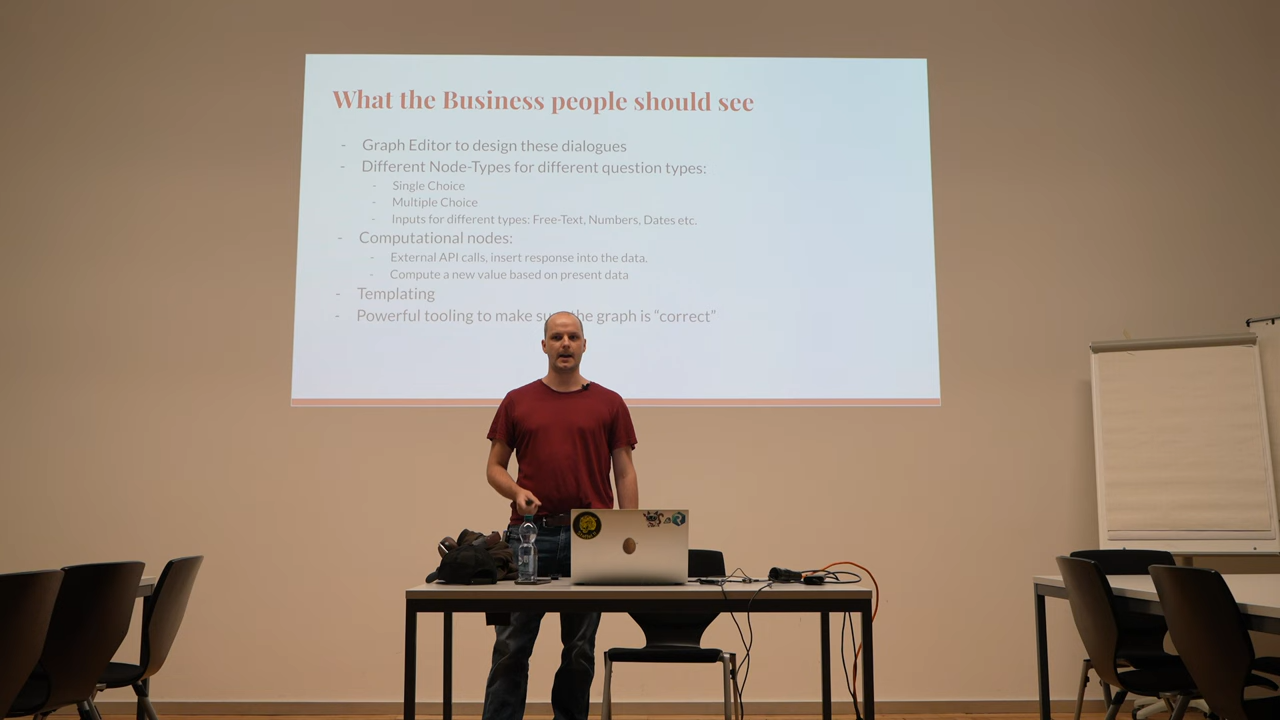 What the Business people should see
- Graph Editor to design these dialogues
- Different Node-Types for different question types:
- Single Choice
- Multiple Choice
- Inputs for different types: Free-Text, Numbers, Dates etc.
- Computational nodes:
- External API calls, insert response into the data.
- Compute a new value based on present data
- Templating
- Powerful tooling to make su the graph is "correct"